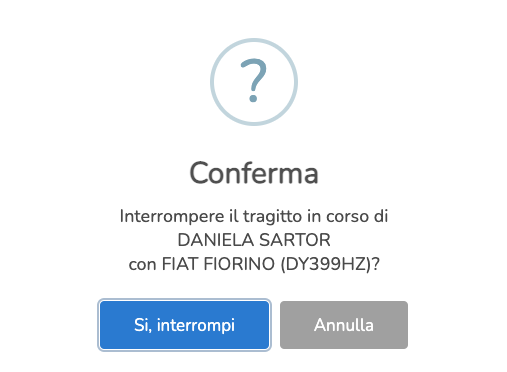 ?
Conferma
Interrompere il tragitto in corso di
DANIELA SARTOR
con FIAT FIORINO (DY399HZ)?
Si, interrompi
Annulla